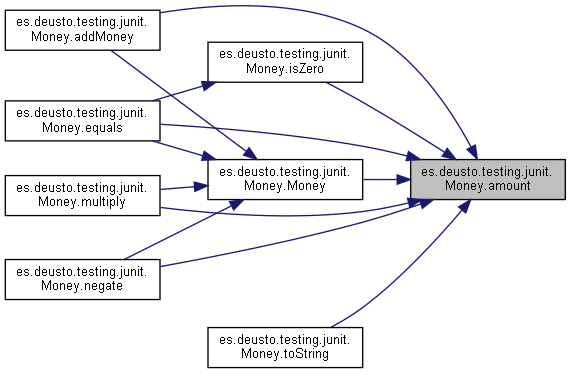 es.deusto.testing.junit.
Money.addMoney
es.deusto.testing.junit.
Money.isZero
es.deusto.testing.junit.
Money.equals
es.deusto.testing.junit.
Money.Money
es.deusto.testing.junit.
Money.amount
es.deusto.testing.junit.
Money.multiply
es.deusto.testing.junit.
Money.negate
es.deusto.testing.junit.
Money.toString